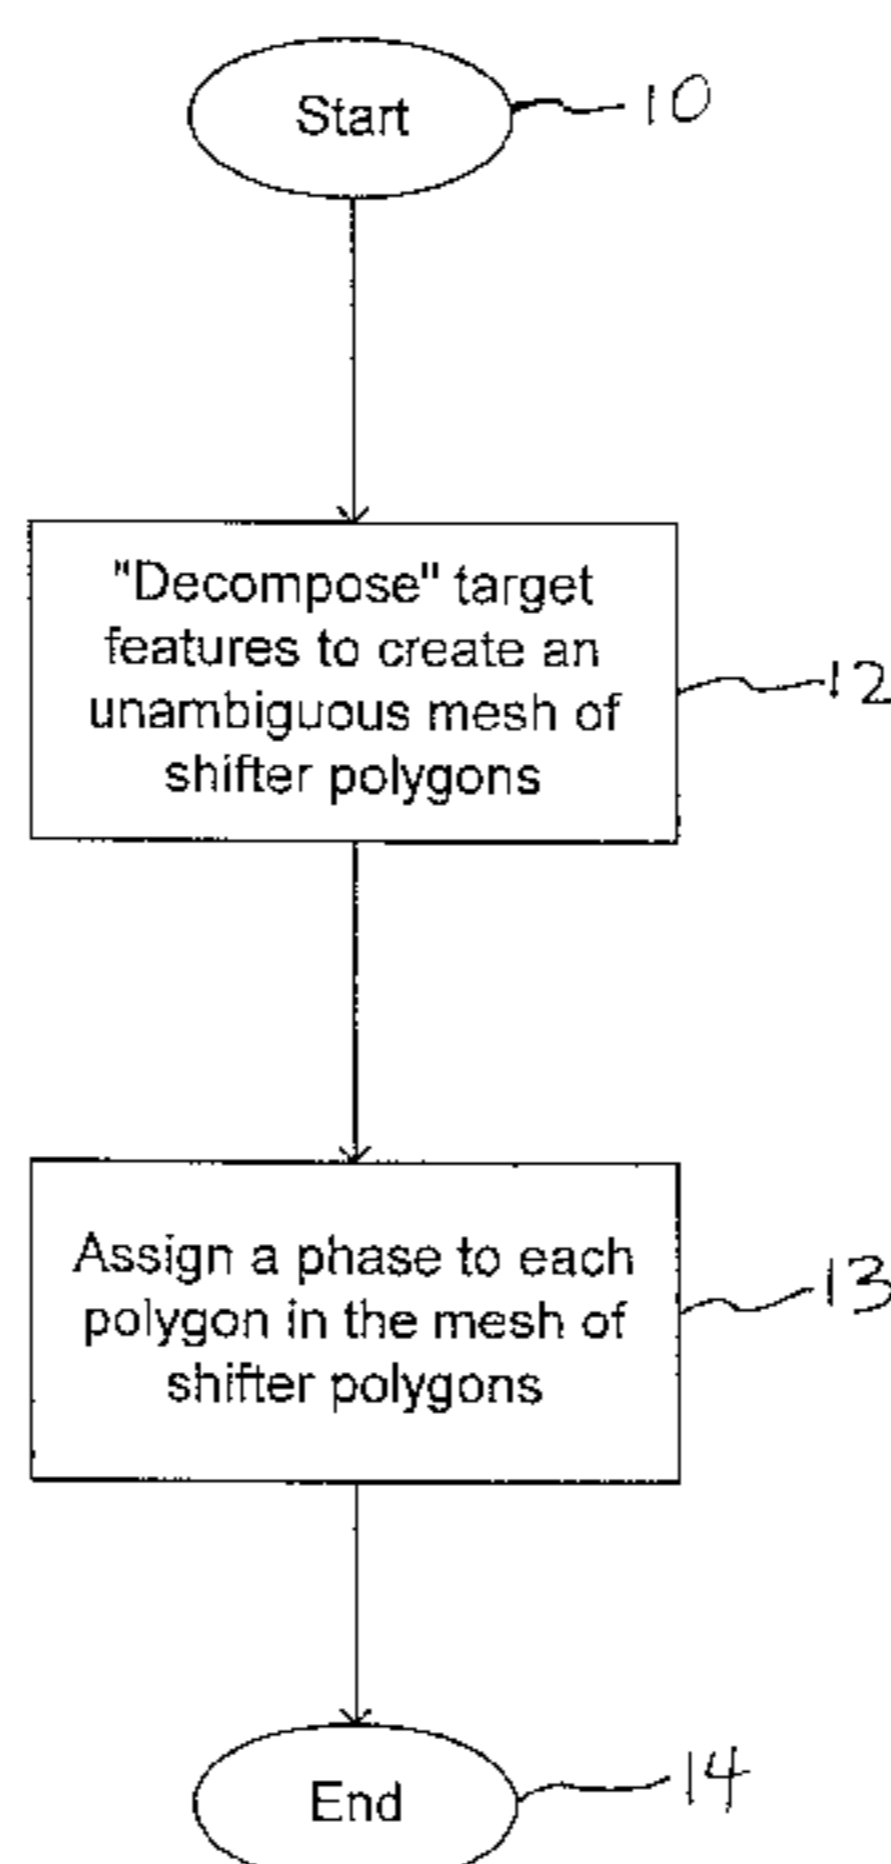 Start
10
"Decompose" target
features to create an
unambiguous mesh of
shifter polygons
12
Assign a phase to each
polygon in the mesh of
shifter polygons
13
End
14